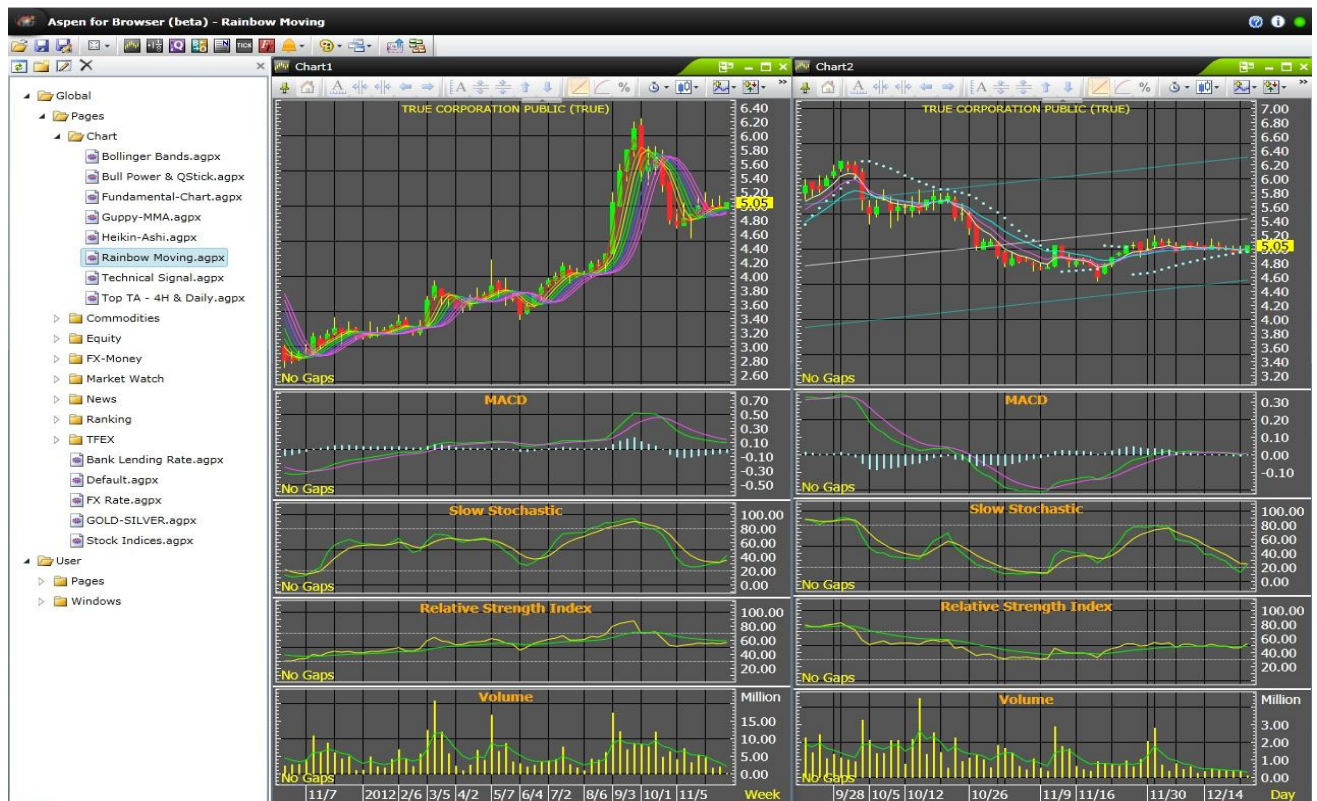 Aspen for Browser (beta) - Rainbow Moving
Global
Pages
Chart
Bollinger Bands.agpx
Bull Power & QStick.agpx
Fundamental-Chart.agpx
Guppy-MMA.agpx
Heikin-Ashi.agpx
Rainbow Moving.agpx
Technical Signal.agpx
Top TA - 4H & Daily.agpx
Commodities
Equity
FX-Money
Market Watch
News
Ranking
TFEX
Bank Lending Rate.agpx
Default.agpx
FX Rate.agpx
GOLD-SILVER.agpx
Stock Indices.agpx
User
Pages
Windows
Chart1
TRUE CORPORATION PUBLIC (TRUE)
6.40
6.20
6.00
5.80
5.60
5.40
5.20
5.05
4.80
4.60
4.40
4.20
4.00
3.80
3.60
3.40
3.20
3.00
2.80
2.60
No Gaps
MACD
0.70
0.50
0.30
0.10
-0.10
-0.30
-0.50
No Gaps
Slow Stochastic
100.00
80.00
60.00
40.00
20.00
0.00
No Gaps
Relative Strength Index
100.00
80.00
60.00
40.00
20.00
No Gaps
Volume
Million
15.00
10.00
5.00
0.00
No Gaps
11/7 2012 2/6 3/5 4/2 5/7 6/4 7/2 8/6 9/3 10/1 11/5 Week
Chart2
TRUE CORPORATION PUBLIC (TRUE)
7.00
6.80
6.60
6.40
6.20
6.00
5.80
5.60
5.40
5.20
5.05
4.80
4.60
4.40
4.20
4.00
3.80
3.60
3.40
3.20
No Gaps
MACD
0.30
0.20
0.10
0.00
-0.10
No Gaps
Slow Stochastic
100.00
80.00
60.00
40.00
20.00
0.00
No Gaps
Relative Strength Index
100.00
80.00
60.00
40.00
20.00
No Gaps
Volume
Million
3.00
2.00
1.00
0.00
No Gaps
9/28 10/5 10/12 10/26 11/9 11/16 11/30 12/14 Day